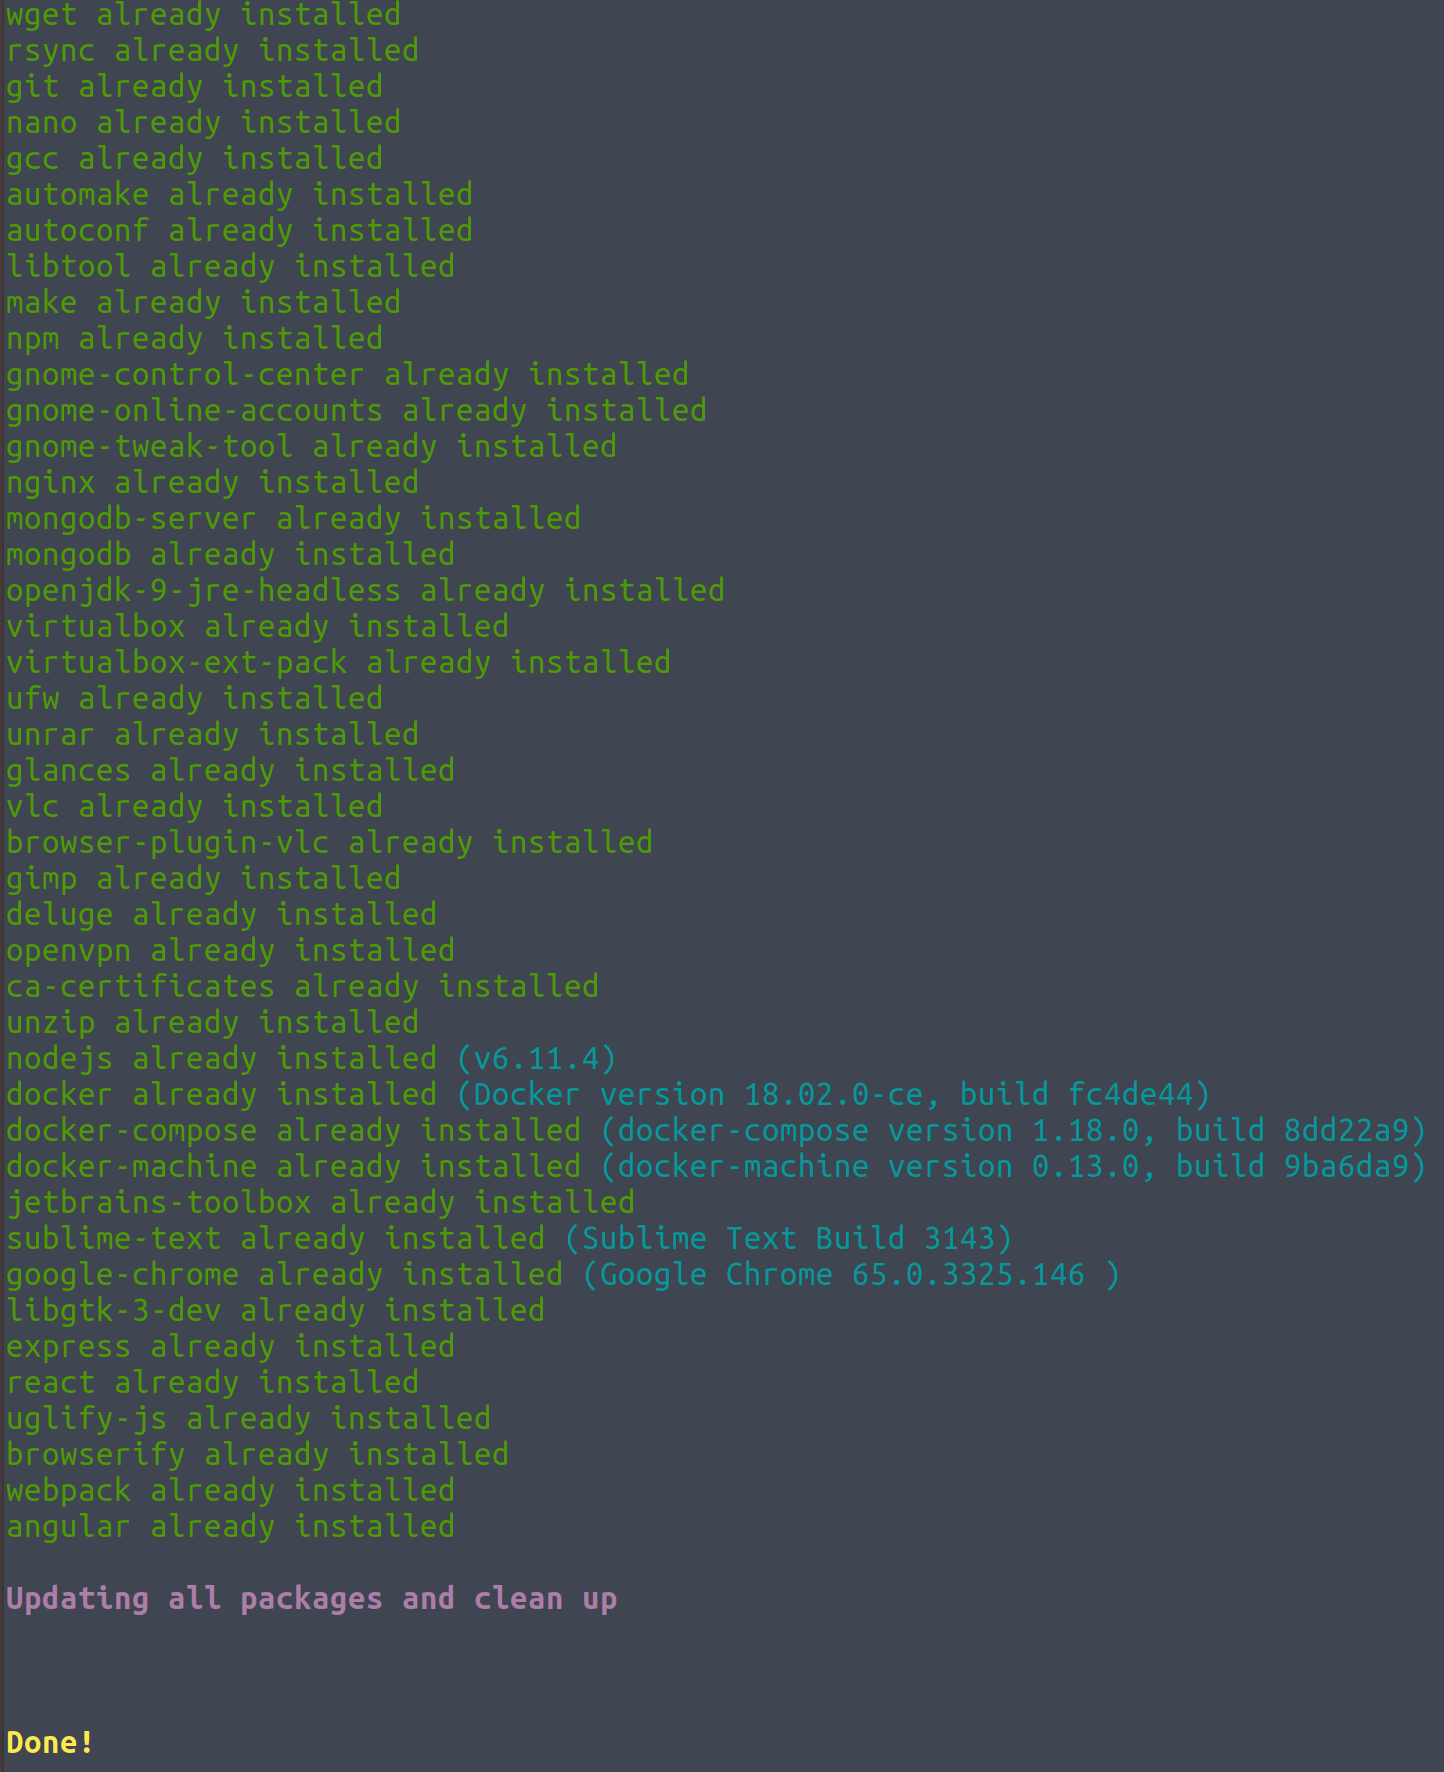 wget already installed
rsync already installed
git already installed
nano already installed
gcc already installed
automake already installed
autoconf already installed
libtool already installed
make already installed
npm already installed
gnome-control-center already installed
gnome-online-accounts already installed
gnome-tweak-tool already installed
nginx already installed
mongodb-server already installed
mongodb already installed
openjdk-9-jre-headless already installed
virtualbox already installed
virtualbox-ext-pack already installed
ufw already installed
unrar already installed
glances already installed
vlc already installed
browser-plugin-vlc already installed
gimp already installed
deluge already installed
openvpn already installed
ca-certificates already installed
unzip already installed
nodejs already installed (v6.11.4)
docker already installed (Docker version 18.02.0-ce, build fc4de44)
docker-compose already installed (docker-compose version 1.18.0, build 8dd22a9)
docker-machine already installed (docker-machine version 0.13.0, build 9ba6da9)
jetbrains-toolbox already installed
sublime-text already installed (Sublime Text Build 3143)
google-chrome already installed (Google Chrome 65.0.3325.146 )
libgtk-3-dev already installed
express already installed
react already installed
uglify-js already installed
browserify already installed
webpack already installed
angular already installed
Updating all packages and clean up
Done!